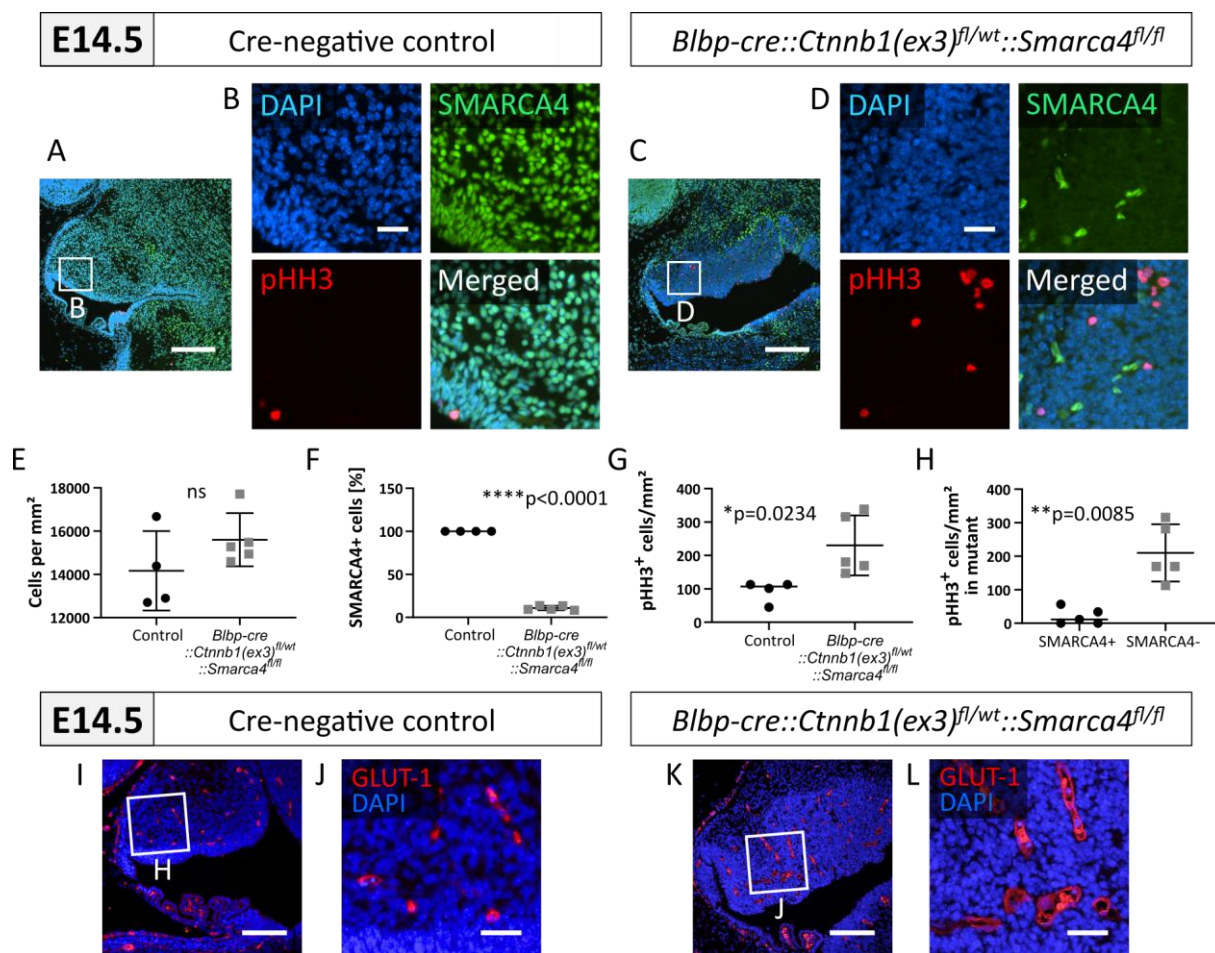 E14.5
Cre-negative control
Blbp-cre::Ctnnb1(ex3)fl/wt::Smarca4fl/fl
A
B
DAPI
SMARCA4
pHH3
Merged
B
C
D
DAPI
SMARCA4
pHH3
Merged
D
E
Cells per mm²
18000
16000
14000
12000
ns
Control
Blbp-cre
::Ctnnb1(ex3)fl/wt
::Smarca4fl/fl
F
SMARCA4+ cells [%]
150
100
50
0
****p<0.0001
Control
Blbp-cre
::Ctnnb1(ex3)fl/wt
::Smarca4fl/fl
G
pHH3+ cells/mm²
400
300
200
100
0
*p=0.0234
Control
Blbp-cre
::Ctnnb1(ex3)fl/wt
::Smarca4fl/fl
H
pHH3+ cells/mm²
in mutant
400
300
200
100
0
**p=0.0085
SMARCA4+
SMARCA4-
E14.5
Cre-negative control
Blbp-cre::Ctnnb1(ex3)fl/wt::Smarca4fl/fl
I
H
J
GLUT-1
DAPI
K
J
L
GLUT-1
DAPI